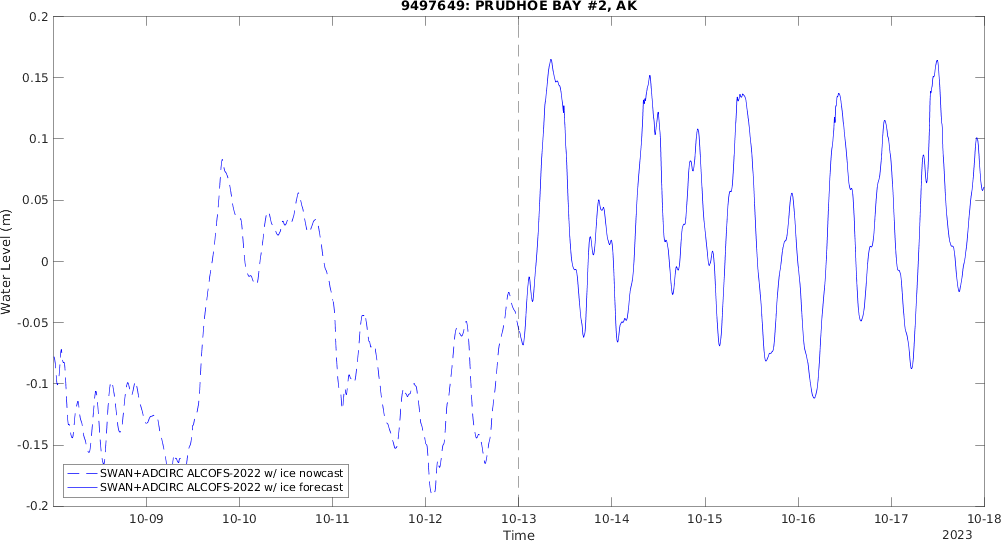 9497649: PRUDHOE BAY #2, AK
0.2
0.15
0.1
0.05
0
-0.05
-0.1
-0.15
-0.2
Water Level (m)
SWAN+ADCIRC ALCOFS-2022 w/ ice nowcast
SWAN+ADCIRC ALCOFS-2022 w/ ice forecast
10-09 10-10 10-11 10-12 10-13 10-14 10-15 10-16 10-17 10-18
Time
2023